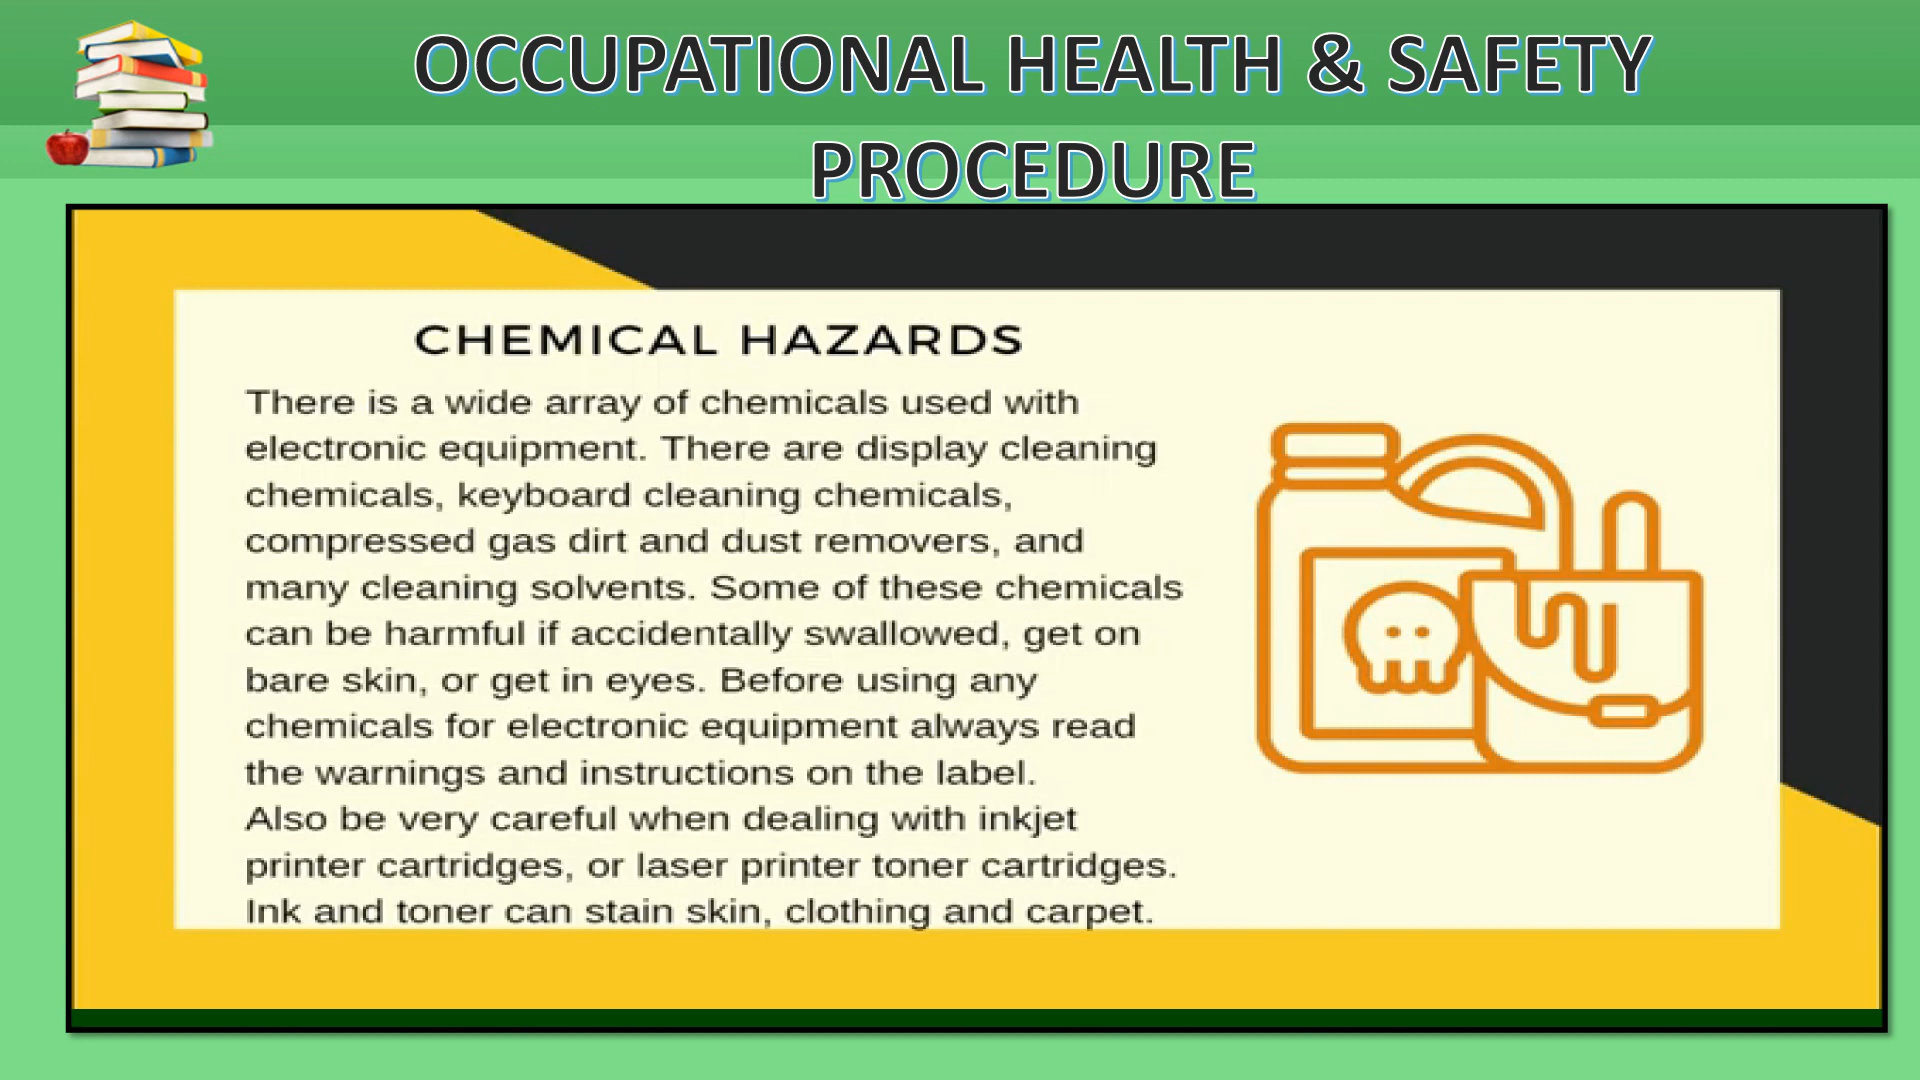 OCCUPATIONAL HEALTH & SAFETY
PROCEDURE
CHEMICAL HAZARDS
There is a wide array of chemicals used with
electronic equipment. There are display cleaning
chemicals, keyboard cleaning chemicals,
compressed gas dirt and dust removers, and
many cleaning solvents. Some of these chemicals
can be harmful if accidentally swallowed, get on
bare skin, or get in eyes. Before using any
chemicals for electronic equipment always read
the warnings and instructions on the label.
Also be very careful when dealing with inkjet
printer cartridges, or laser printer toner cartridges.
Ink and toner can stain skin, clothing and carpet.